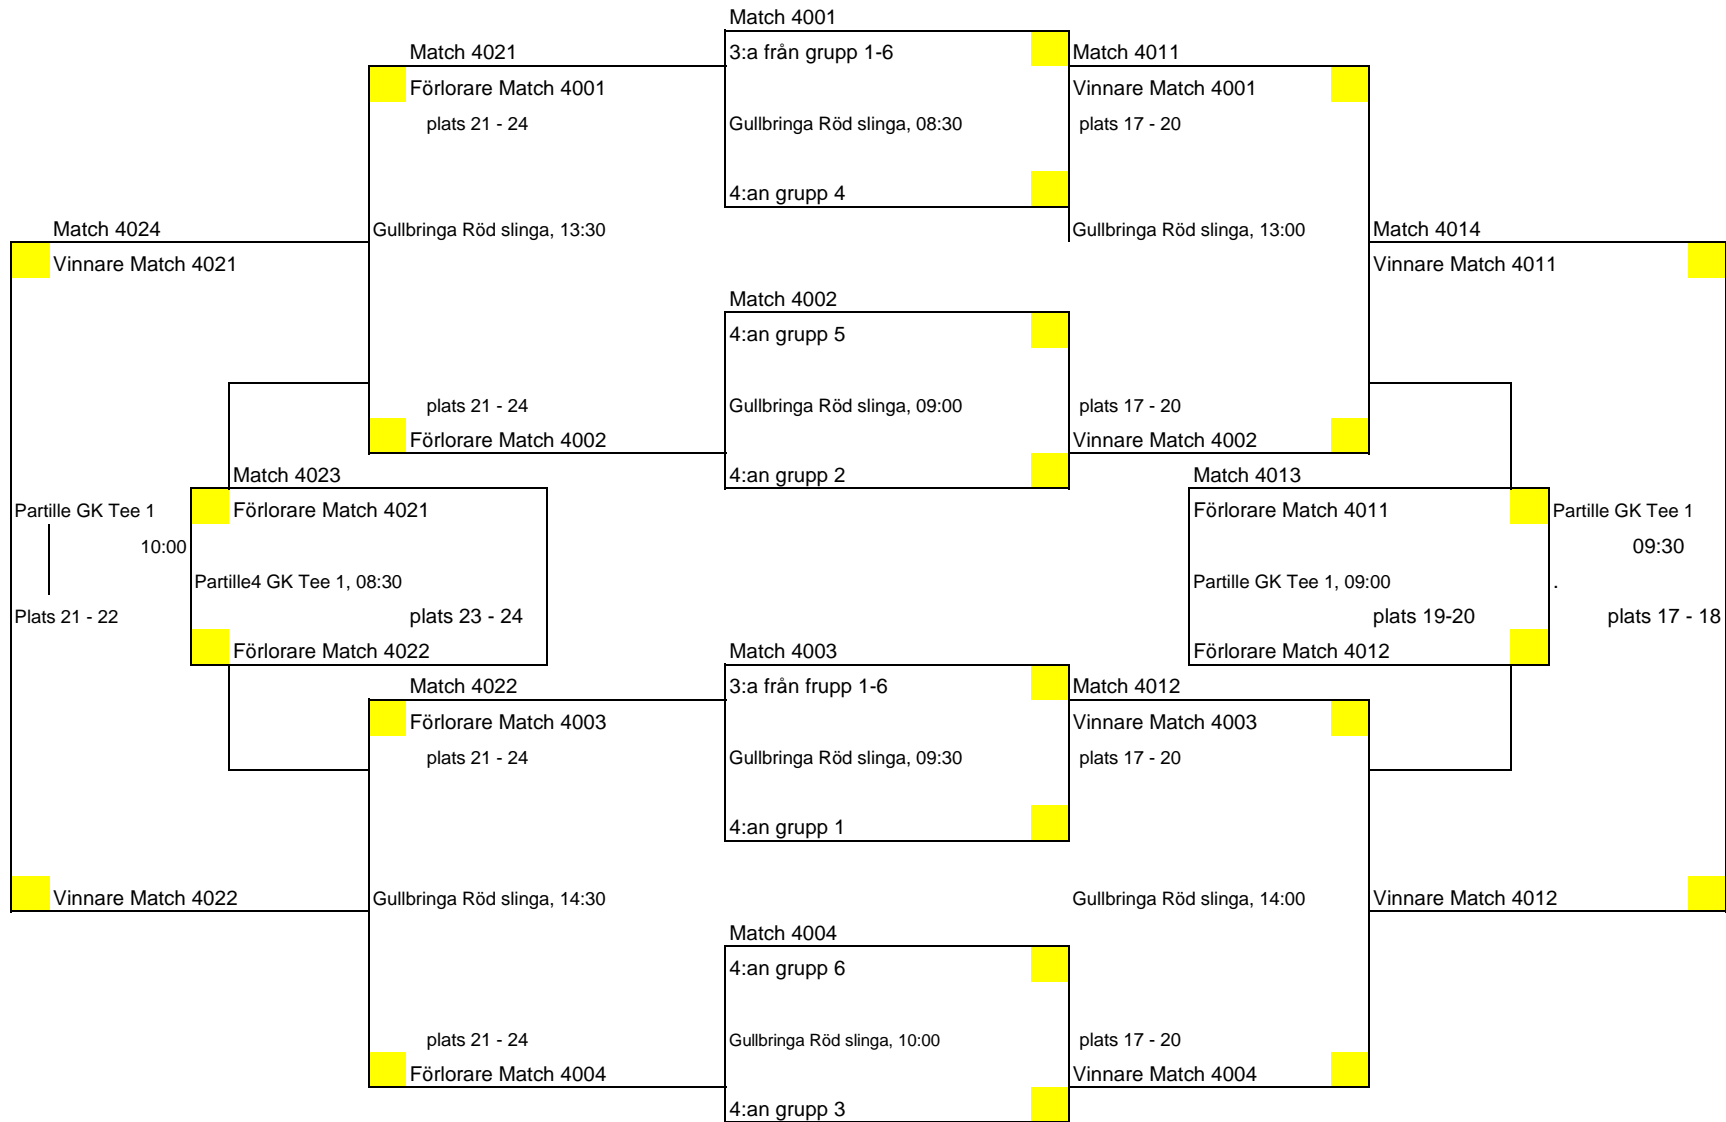 Match 4001
Match 4021
3:a från grupp 1-6
Match 4011
Förlorare Match 4001
Vinnare Match 4001
plats 21 - 24
Gullbringa Röd slinga, 08:30
plats 17 - 20
4:an grupp 4
Match 4024
Gullbringa Röd slinga, 13:30
Gullbringa Röd slinga, 13:00
Match 4014
Vinnare Match 4021
Vinnare Match 4011
Match 4002
4:an grupp 5
plats 21 - 24
Gullbringa Röd slinga, 09:00
plats 17 - 20
Förlorare Match 4002
Vinnare Match 4002
Match 4023
4:an grupp 2
Match 4013
Partille GK Tee 1
Förlorare Match 4021
Förlorare Match 4011
Partille GK Tee 1
10:00
09:30
Partille4 GK Tee 1, 08:30
Partille GK Tee 1, 09:00
.
Plats 21 - 22
plats 23 - 24
plats 19-20
plats 17 - 18
Förlorare Match 4022
Match 4003
Förlorare Match 4012
Match 4022
3:a från frupp 1-6
Match 4012
Förlorare Match 4003
Vinnare Match 4003
plats 21 - 24
Gullbringa Röd slinga, 09:30
plats 17 - 20
4:an grupp 1
Vinnare Match 4022
Gullbringa Röd slinga, 14:30
Gullbringa Röd slinga, 14:00
Vinnare Match 4012
Match 4004
4:an grupp 6
plats 21 - 24
Gullbringa Röd slinga, 10:00
plats 17 - 20
Förlorare Match 4004
Vinnare Match 4004
4:an grupp 3